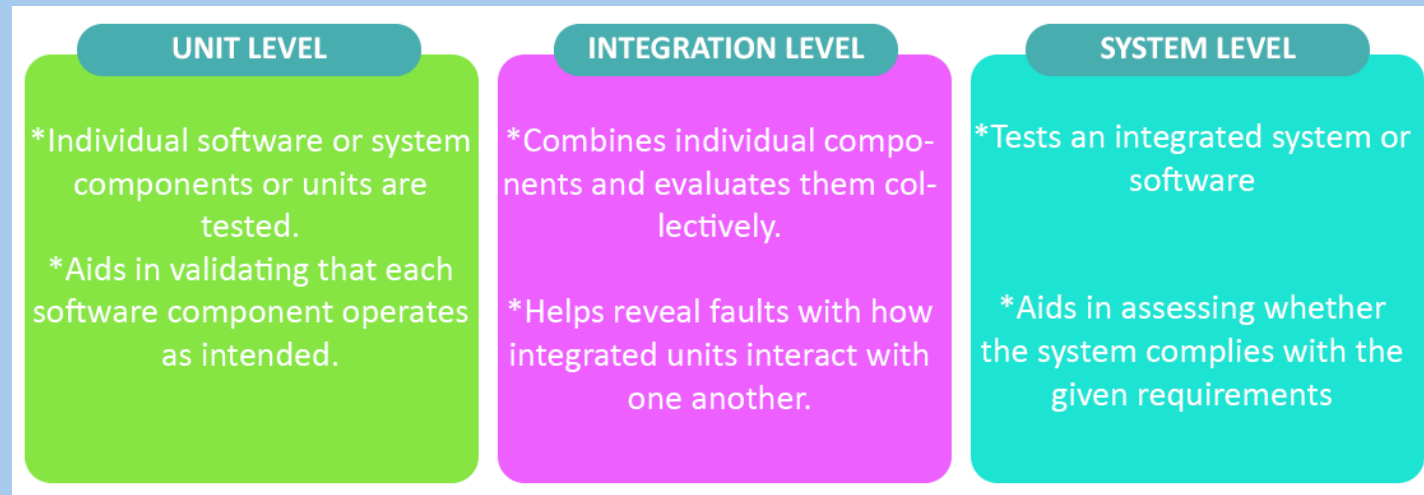 UNIT LEVEL
*Individual software or system
components or units are
tested.
*Aids in validating that each
software component operates
as intended.
INTEGRATION LEVEL
*Combines individual compo-
nents and evaluates them col-
lectively.
*Helps reveal faults with how
integrated units interact with
one another.
SYSTEM LEVEL
*Tests an integrated system or
software
*Aids in assessing whether
the system complies with the
given requirements